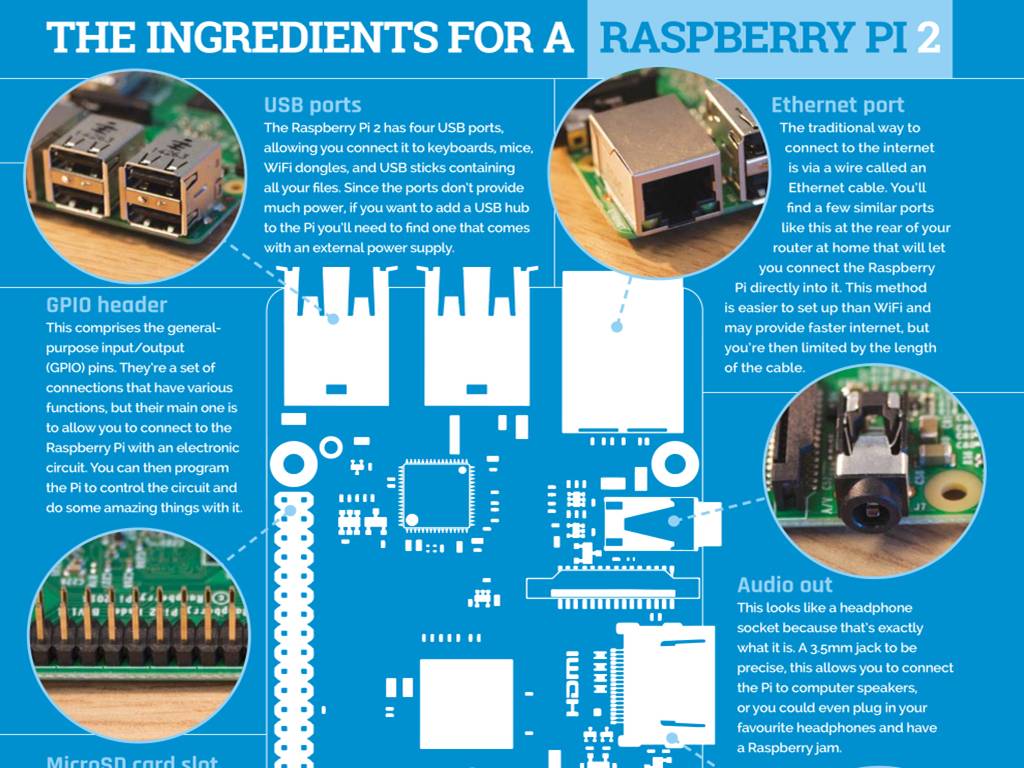 THE INGREDIENTS FOR A RASPBERRY PI 2
USB ports
The Raspberry Pi 2 has four USB ports,
allowing you connect it to keyboards, mice,
WiFi dongles, and USB sticks containing
all your files. Since the ports don't provide
much power, if you want to add a USB hub
to the Pi you'll need to find one that comes
with an external power supply.
Ethernet port
The traditional way to
connect to the internet
is via a wire called an
Ethernet cable. You'll
find a few similar ports
like this at the rear of your
router at home that will let
you connect the Raspberry
Pi directly into it. This method
is easier to set up than WiFi and
may provide faster internet, but
you're then limited by the length
of the cable.
GPIO header
This comprises the general-
purpose input/output
(GPIO) pins. They're a set of
connections that have various
functions, but their main one is
to allow you to connect to the
Raspberry Pi with an electronic
circuit. You can then program
the Pi to control the circuit and
do some amazing things with it.
Audio out
This looks like a headphone
socket because that's exactly
what it is. A 3.5mm jack to be
precise, this allows you to connect
the Pi to computer speakers,
or you could even plug in your
favourite headphones and have
a Raspberry jam.
HDMI
A/V
J7
MicroSD card slot